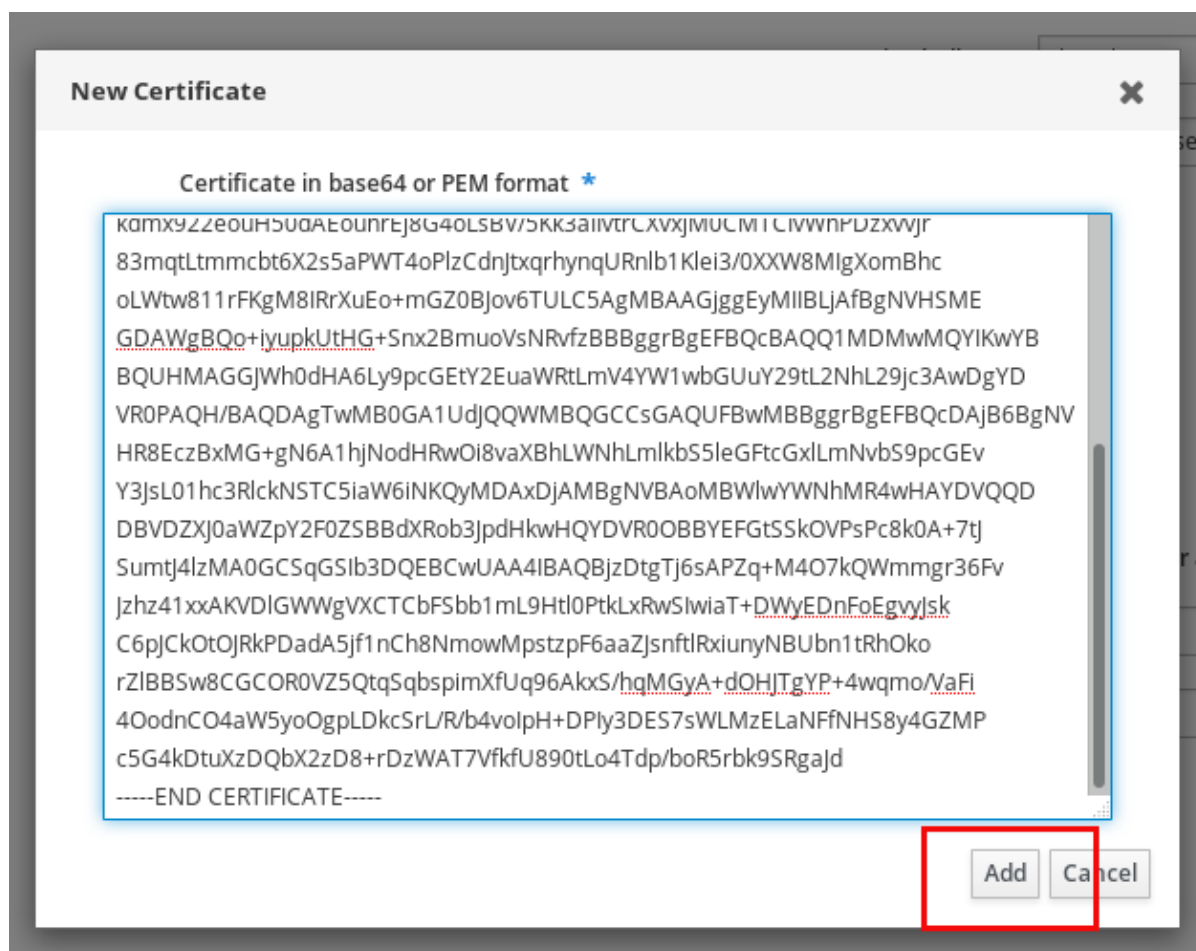 New Certificate
Certificate in base64 or PEM format *
83mqtLtmmcbt6X2s5aPWT4oPlzCdnJtxqrhynqURnlb1Klei3/0XXW8MIgXomBhc
oLWtw811rFKgM8IRrXuEo+mGZ0BJov6TULC5AgMBAAGjggEyMIIBLjAfBgNVHSME
GDAWgBQo+iyupkUtHG+Snx2BmuoVsNRvfzBBBggrBgEFBQcBAQQ1MDMwMQYIKwYB
BQUHMAGGJWh0dHA6Ly9pcGEtY2EuaWRtLmV4YW1wbGUuY29tL2NhL29jc3AwDgYD
VR0PAQH/BAQDAgTwMB0GA1UdJQQWMBQGCCsGAQUFBwMBBggrBgEFBQcDAjB6BgNV
HR8EczBxMG+gN6A1hjNodHRwOi8vaXBhLWNhLmlkbS5leGFtcGxlLmNvbS9pcGEv
Y3JsL01hc3RlckNSTC5iaW6iNKQyMDAxDjAMBgNVBAoMBWlwYWNhMR4wHAYDVQQD
DBVDZXJ0aWZpY2F0ZSBBdXRob3JpdHkwHQYDVR0OBBYEFGtSSkOVPsPc8k0A+7tJ
SumtJ4lzMA0GCSqGSIb3DQEBCwUAA4IBAQBjzDtgTj6sAPZq+M4O7kQWmmgr36Fv
Jzhz41xxAKVDlGWWgVXCTCbFSbb1mL9Htl0PtkLxRwSIwiaT+DWyEDnFoEgvyJsk
C6pJCkOtOJRkPDadA5jf1nCh8NmowMpstzpF6aaZJsnftlRxiunyNBUbn1tRhOko
rZlBBSw8CGCOR0VZ5QtqSqbspimXfUq96AkxS/hqMGyA+dOHJTgYP+4wqmo/VaFi
4OodnCO4aW5yoOgpLDkcSrL/R/b4voIpH+DPIy3DES7sWLMzELaNFfNHS8y4GZMP
c5G4kDtuXzDQbX2zD8+rDzWAT7VfkfU890tLo4Tdp/boR5rbk9SRgaJd
-----END CERTIFICATE-----
Add Cancel